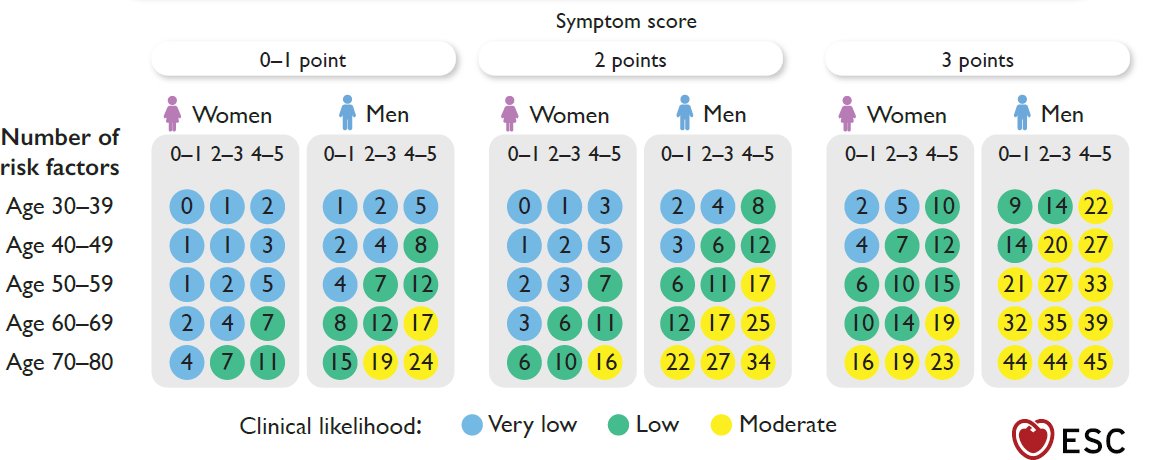 Symptom score
0–1 point 2 points 3 points
Women Men Women Men Women Men
Number of
risk factors
0–1 2–3 4–5 0–1 2–3 4–5 0–1 2–3 4–5 0–1 2–3 4–5 0–1 2–3 4–5 0–1 2–3 4–5
Age 30–39 0 1 2 1 2 5 0 1 3 2 4 8 2 5 10 9 14 22
Age 40–49 1 1 3 2 4 8 1 2 5 3 6 12 4 7 12 14 20 27
Age 50–59 1 2 5 4 7 12 2 3 7 6 11 17 6 10 15 21 27 33
Age 60–69 2 4 7 8 12 17 3 6 11 12 17 25 10 14 19 32 35 39
Age 70–80 4 7 11 15 19 24 6 10 16 22 27 34 16 19 23 44 44 45
Clinical likelihood: Very low Low Moderate
ESC